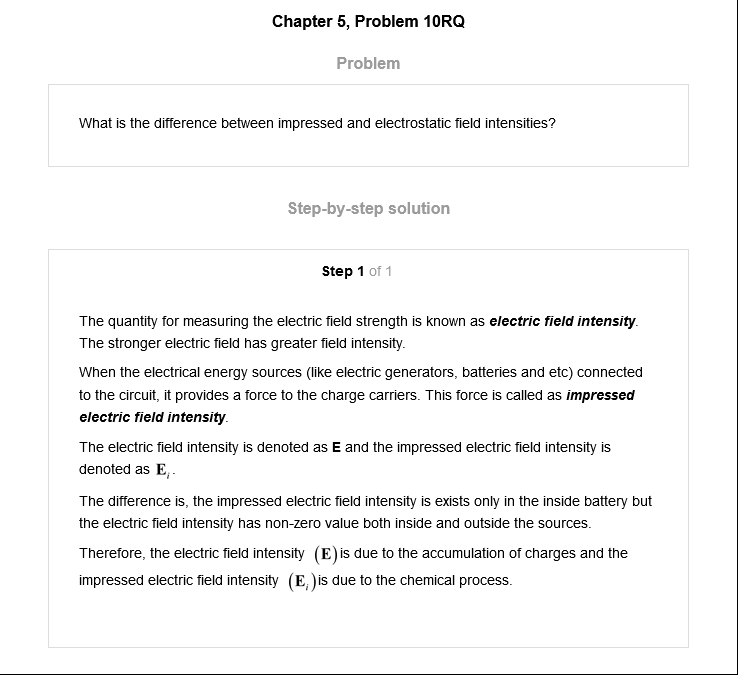 Chapter 5, Problem 10RQ
Problem
What is the difference between impressed and electrostatic field intensities?
Step-by-step solution
Step 1 of 1
The quantity for measuring the electric field strength is known as electric field intensity.
The stronger electric field has greater field intensity.
When the electrical energy sources (like electric generators, batteries and etc) connected
to the circuit, it provides a force to the charge carriers. This force is called as impressed
electric field intensity.
The electric field intensity is denoted as E and the impressed electric field intensity is
denoted as Eᵢ.
The difference is, the impressed electric field intensity is exists only in the inside battery but
the electric field intensity has non-zero value both inside and outside the sources.
Therefore, the electric field intensity (E) is due to the accumulation of charges and the
impressed electric field intensity (Eᵢ) is due to the chemical process.